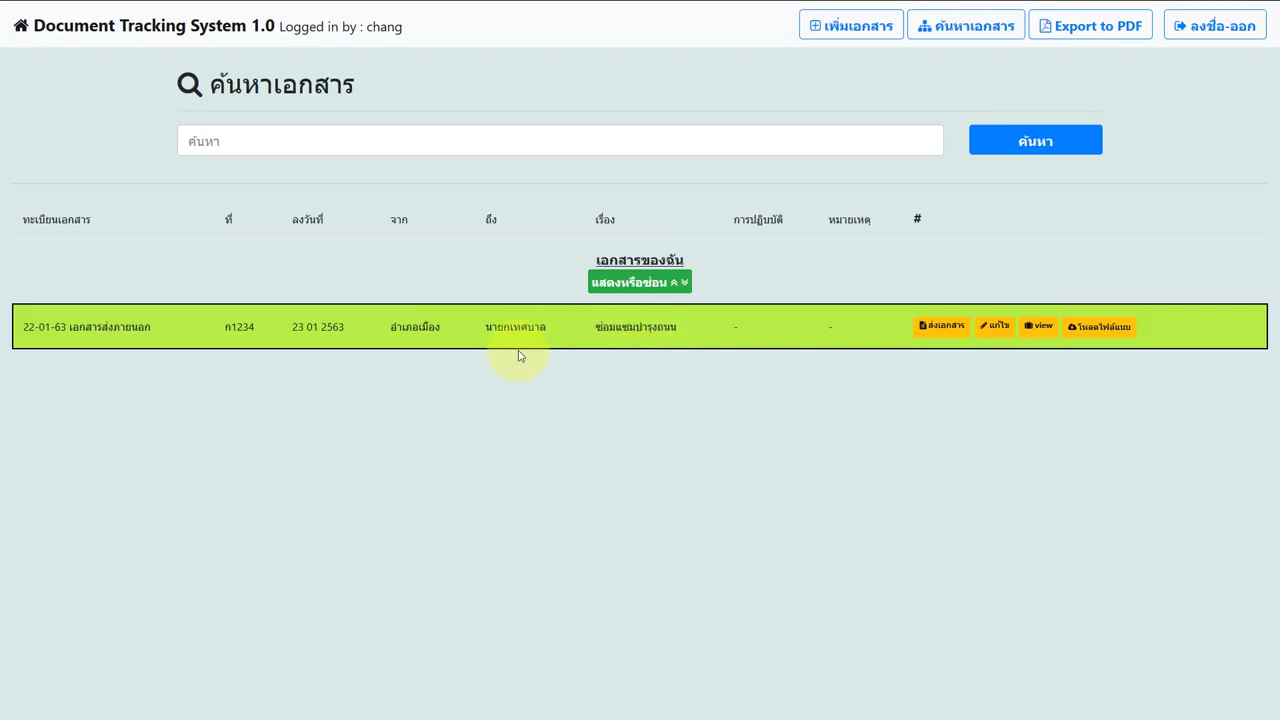 Document Tracking System 1.0 Logged in by : chang
เพิ่มเอกสาร ค้นหาเอกสาร Export to PDF ลงชื่อ-ออก
ค้นหาเอกสาร
ค้นหา ค้นหา
ทะเบียนเอกสาร ที่ ลงวันที่ จาก ถึง เรื่อง การปฏิบัติ หมายเหตุ #
เอกสารของฉัน
แสดงหรือซ่อน
22-01-63 เอกสารส่งภายนอก ก1234 23 01 2563 อำเภอเมือง นายกเทศบาล ซ่อมแซมบำรุงถนน - - ส่งเอกสาร แก้ไข view โหลดไฟล์แนบ